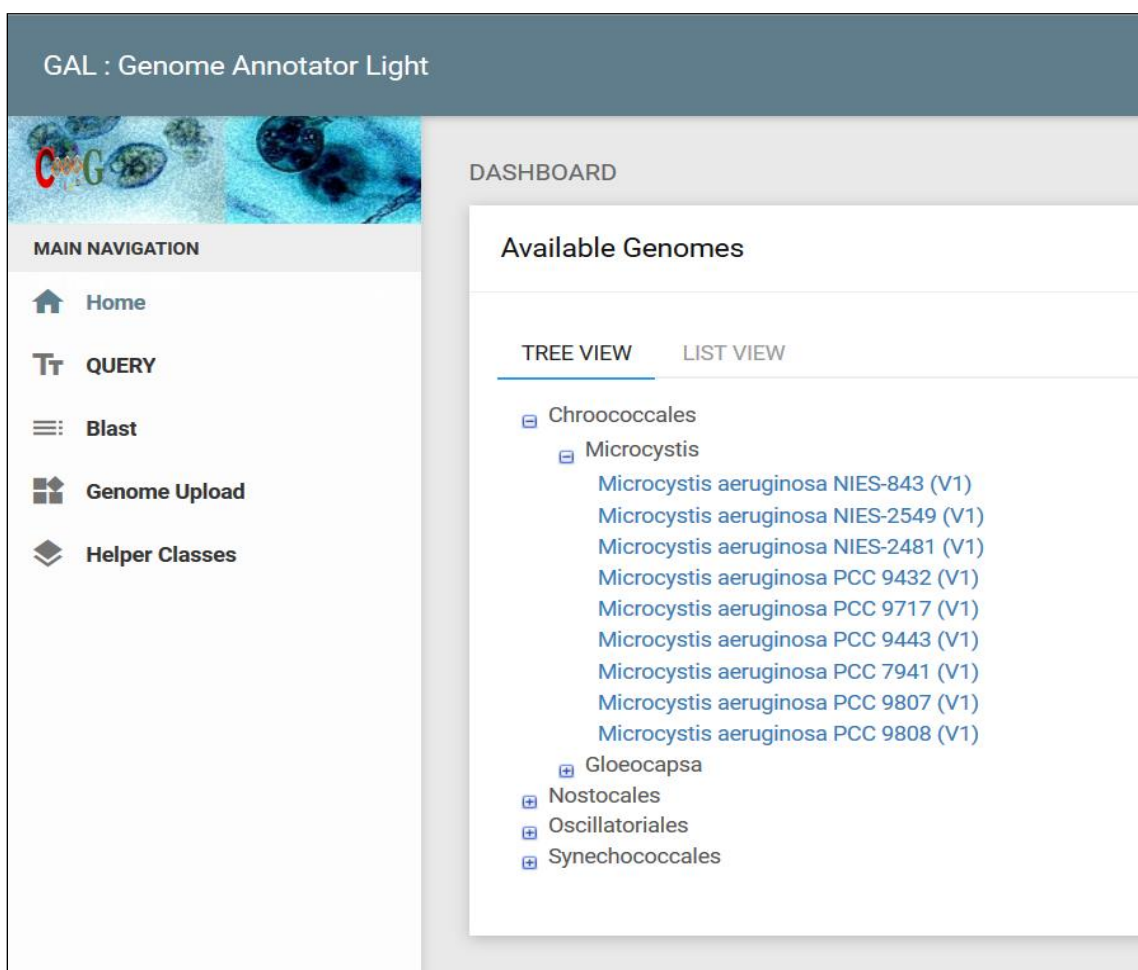 GAL : Genome Annotator Light
DASHBOARD
MAIN NAVIGATION
Home
QUERY
Blast
Genome Upload
Helper Classes
Available Genomes
TREE VIEW LIST VIEW
Chroococcales
Microcystis
Microcystis aeruginosa NIES-843 (V1)
Microcystis aeruginosa NIES-2549 (V1)
Microcystis aeruginosa NIES-2481 (V1)
Microcystis aeruginosa PCC 9432 (V1)
Microcystis aeruginosa PCC 9717 (V1)
Microcystis aeruginosa PCC 9443 (V1)
Microcystis aeruginosa PCC 7941 (V1)
Microcystis aeruginosa PCC 9807 (V1)
Microcystis aeruginosa PCC 9808 (V1)
Gloeocapsa
Nostocales
Oscillatoriales
Synechococcales